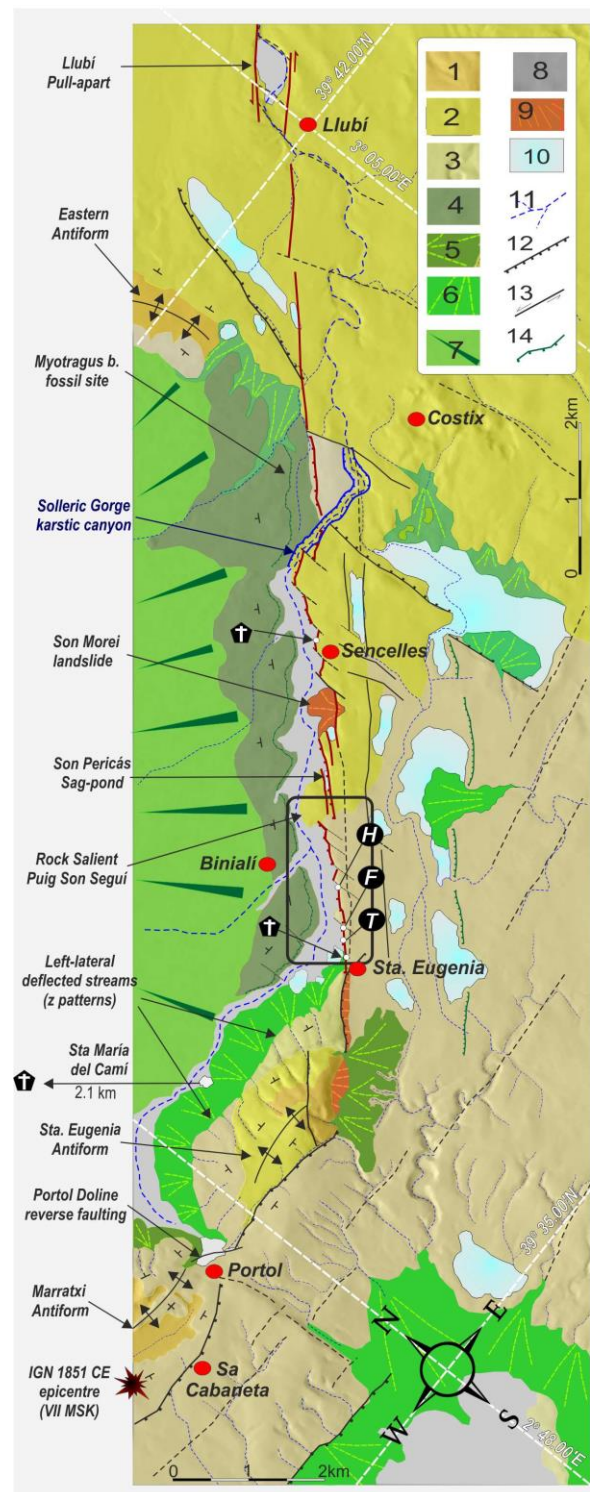 Llubí
Pull-apart
39° 42.00'N
Llubí
3° 05.00'E
Eastern
Antiform
Myotragus b.
fossil site
Costix
Solleric Gorge
karstic canyon
Sencelles
Son Morei
landslide
Son Pericás
Sag-pond
H
Rock Salient
Puig Son Seguí
Binialí
F
T
Left-lateral
deflected streams
(z patterns)
Sta. Eugenia
Sta María
del Camí
2.1 km
Sta. Eugenia
Antiform
Portol Doline
reverse faulting
39° 35.00'N
Portol
Marratxi
Antiform
IGN 1851 CE
epicentre
(VII MSK)
Sa
Cabaneta
N
E
W
S
2° 48.00'E
0 1 2km
1
2
3
4
5
6
7
8
9
10
11
12
13
14
2km
1
0